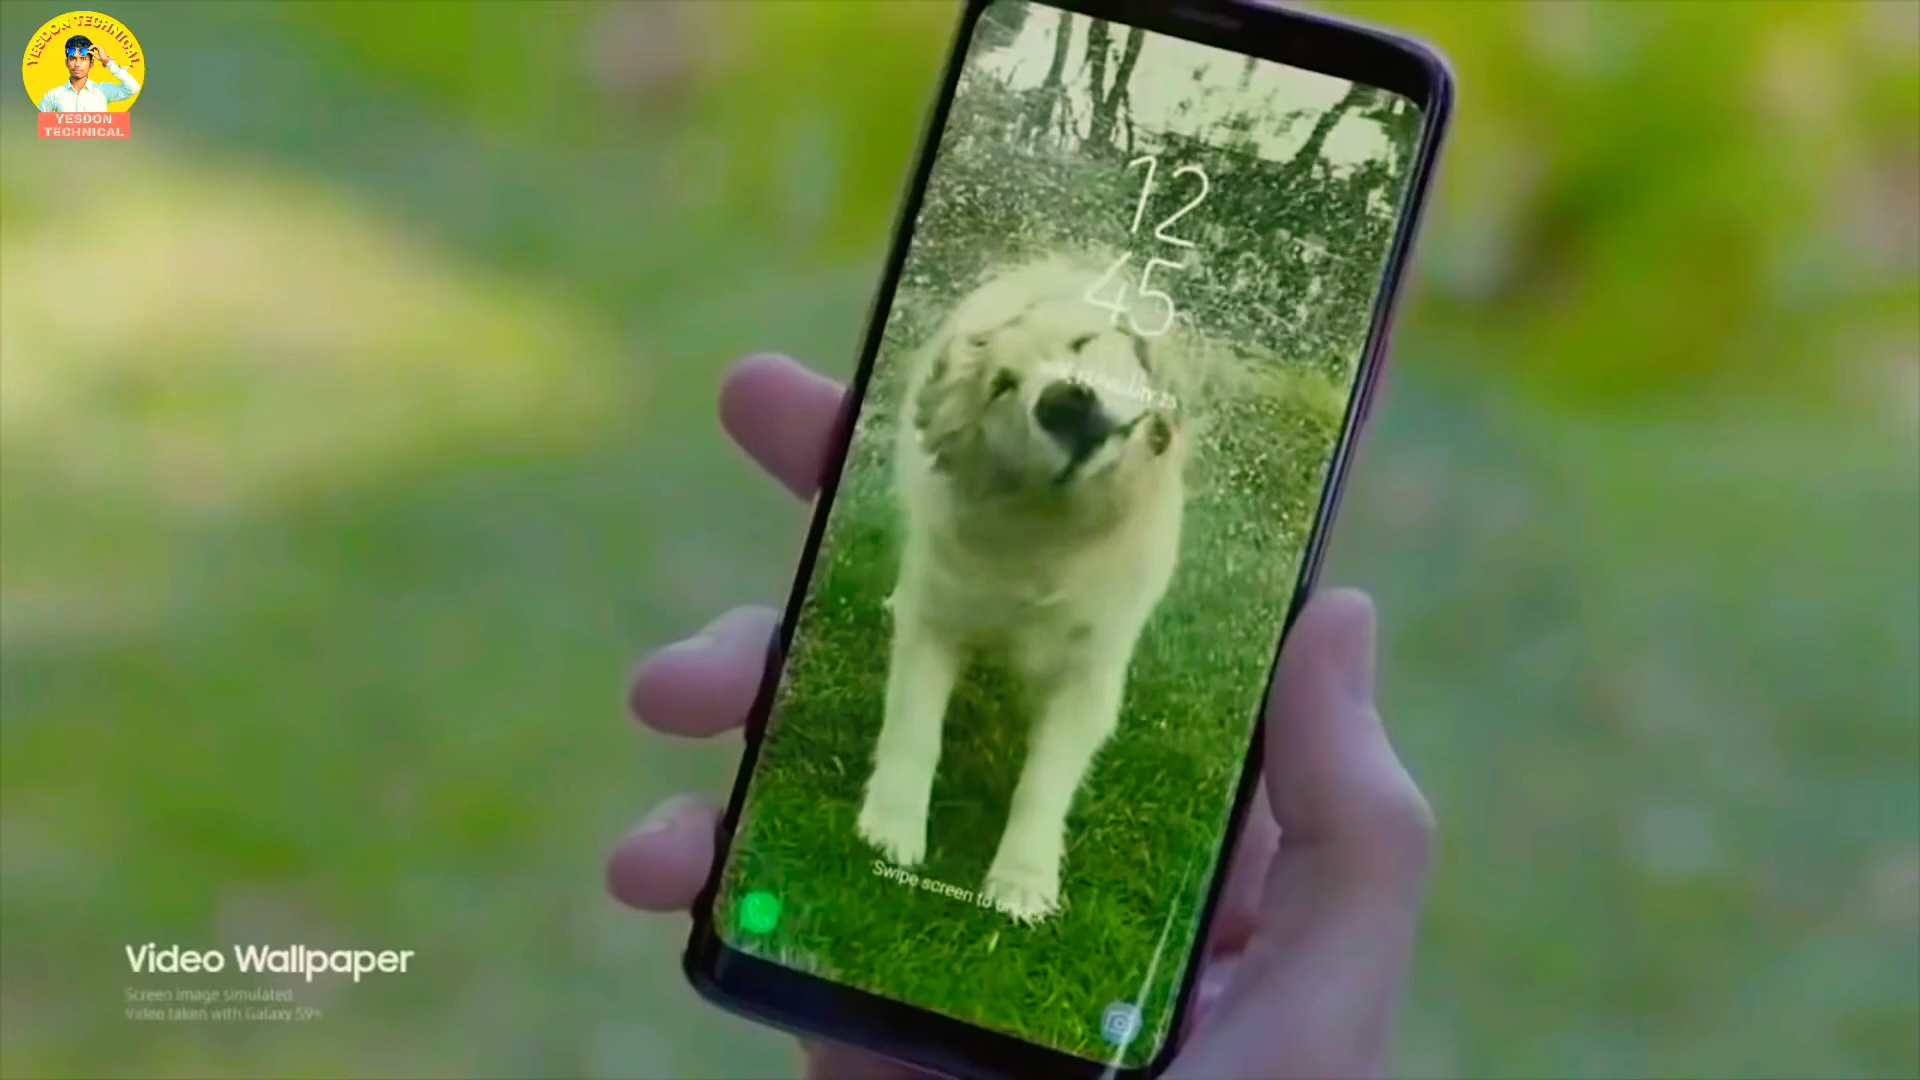 YESDON TECHNICAL
YESDON
TECHNICAL
12
45
Swipe screen to unlock
Video Wallpaper
Screen image simulated.
Video taken with Galaxy S9+